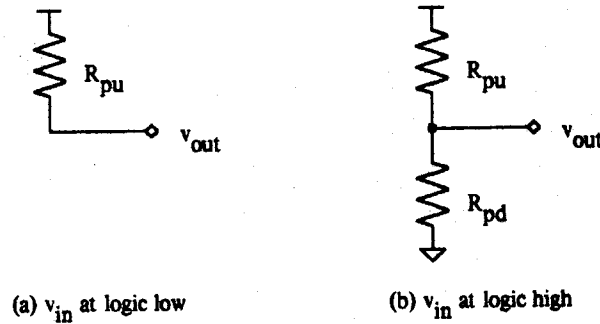 R_pu
v_out
R_pu
v_out
R_pd
(a) v_in at logic low
(b) v_in at logic high